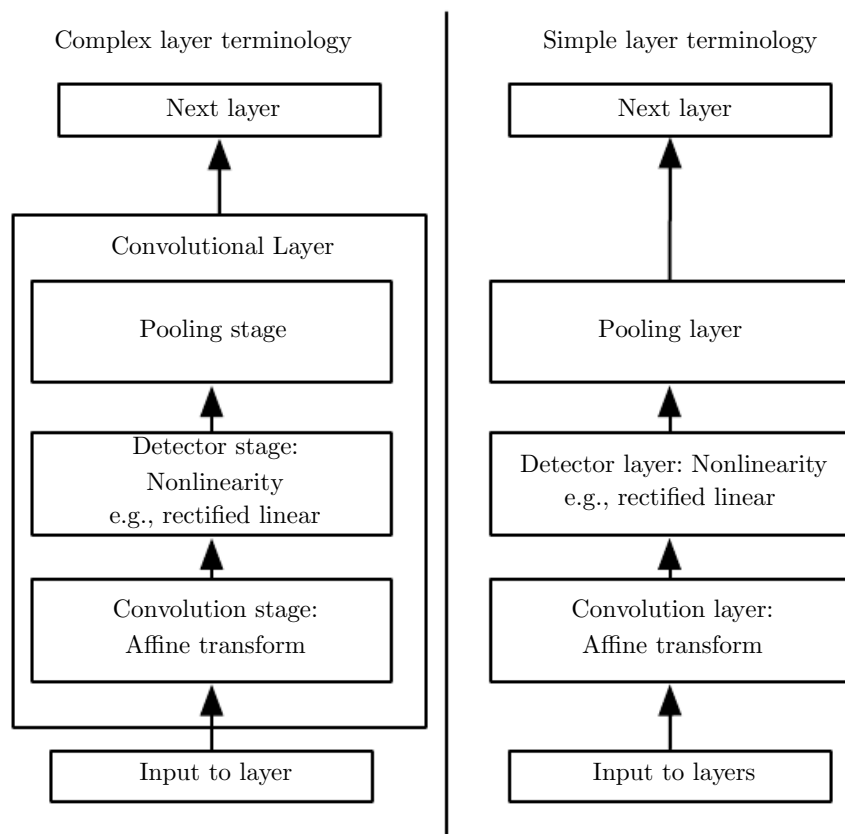 Complex layer terminology
Next layer
Convolutional Layer
Pooling stage
Detector stage:
Nonlinearity
e.g., rectified linear
Convolution stage:
Affine transform
Input to layer
Simple layer terminology
Next layer
Pooling layer
Detector layer: Nonlinearity
e.g., rectified linear
Convolution layer:
Affine transform
Input to layers